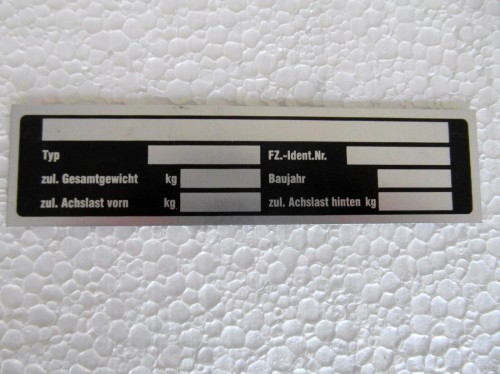 Typ FZ.-Ident.Nr.
zul. Gesamtgewicht kg Baujahr
zul. Achslast vorn kg zul. Achslast hinten kg